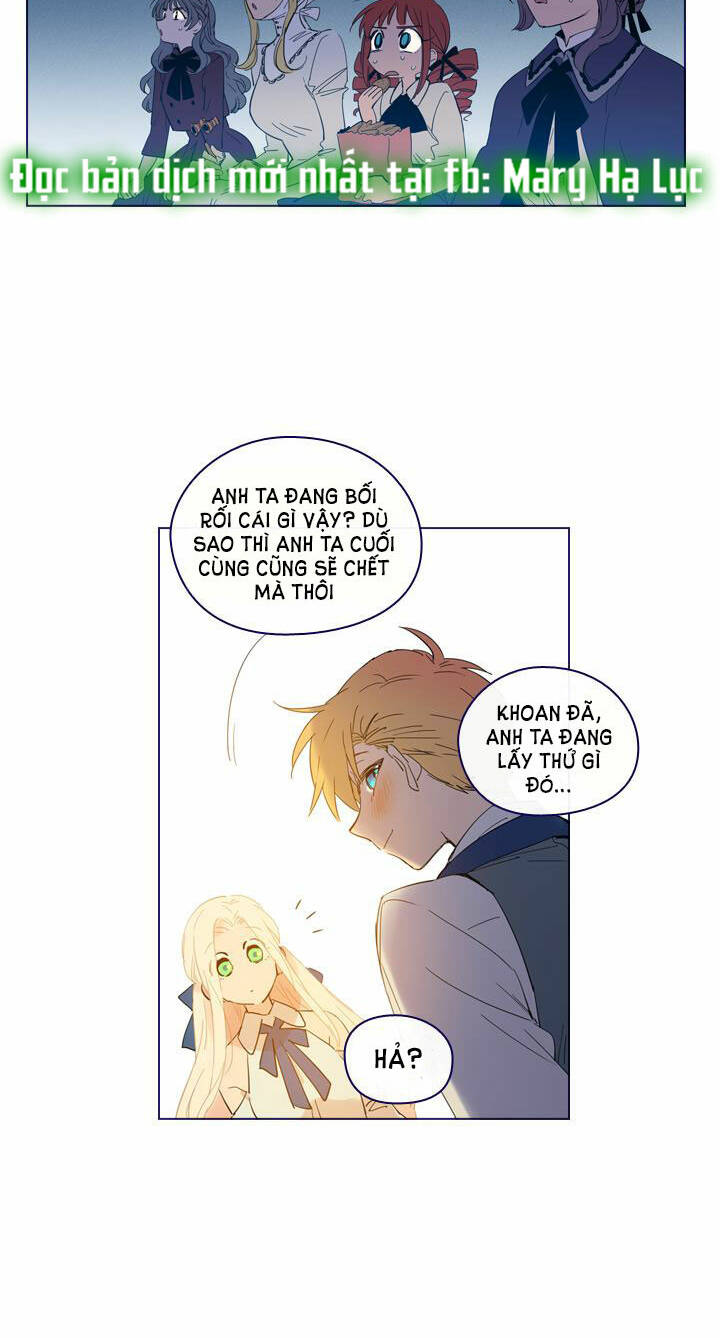 Đọc bản dịch mới nhất tại fb: Mary Hạ Lục
ANH TA ĐANG BỐI
RỐI CÁI GÌ VẬY? DÙ
SAO THÌ ANH TA CUỐI
CÙNG CŨNG SẼ CHẾT
MÀ THÔI
KHOAN ĐÃ,
ANH TA ĐANG
LẤY THỨ GÌ
ĐÓ...
HẢ?